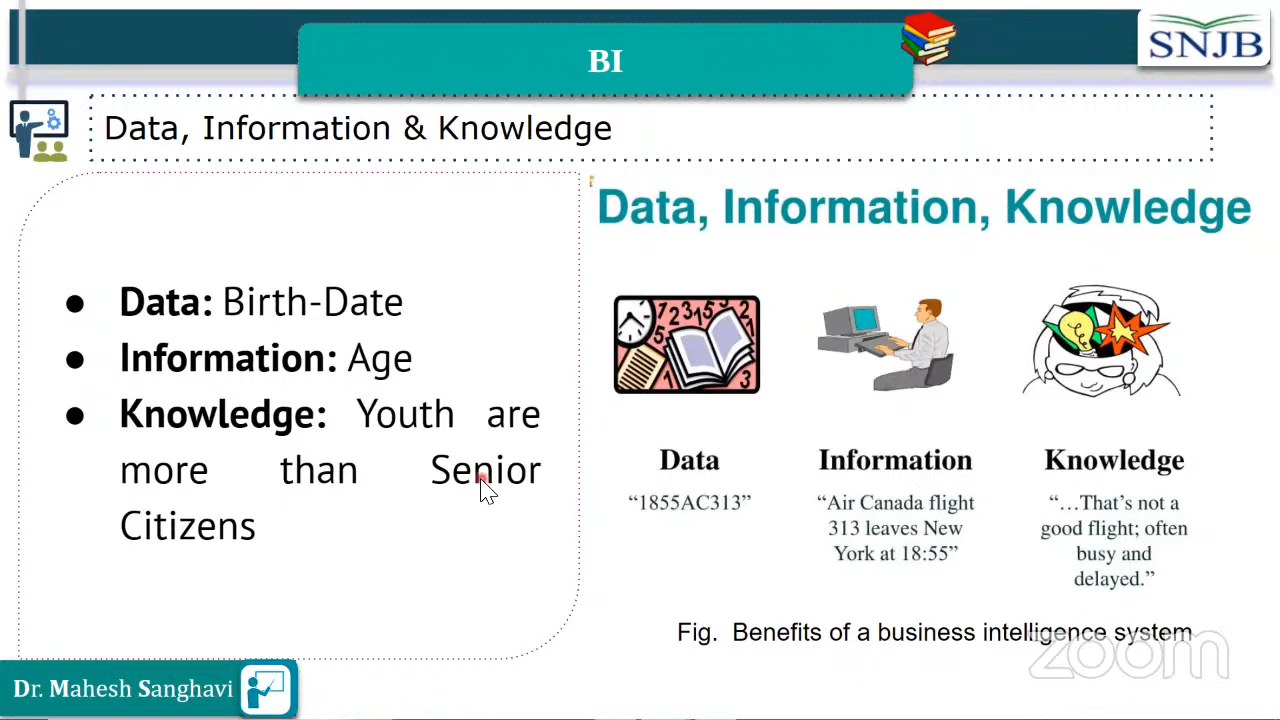 BI
SNJB
Data, Information & Knowledge
● Data: Birth-Date
● Information: Age
● Knowledge: Youth are
more than Senior
Citizens
Data, Information, Knowledge
Data
“1855AC313”
Information
“Air Canada flight
313 leaves New
York at 18:55”
Knowledge
“…That’s not a
good flight; often
busy and
delayed.”
Fig. Benefits of a business intelligence system
zoom
Dr. Mahesh Sanghavi